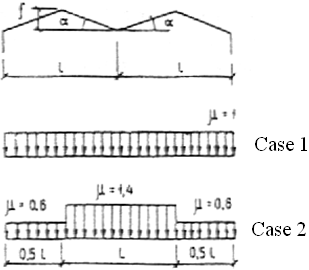 f α α
l l
μ = 1
Case 1
μ = 1,4
μ = 0.6 μ = 0.6
Case 2
0,5 l l 0,5 l